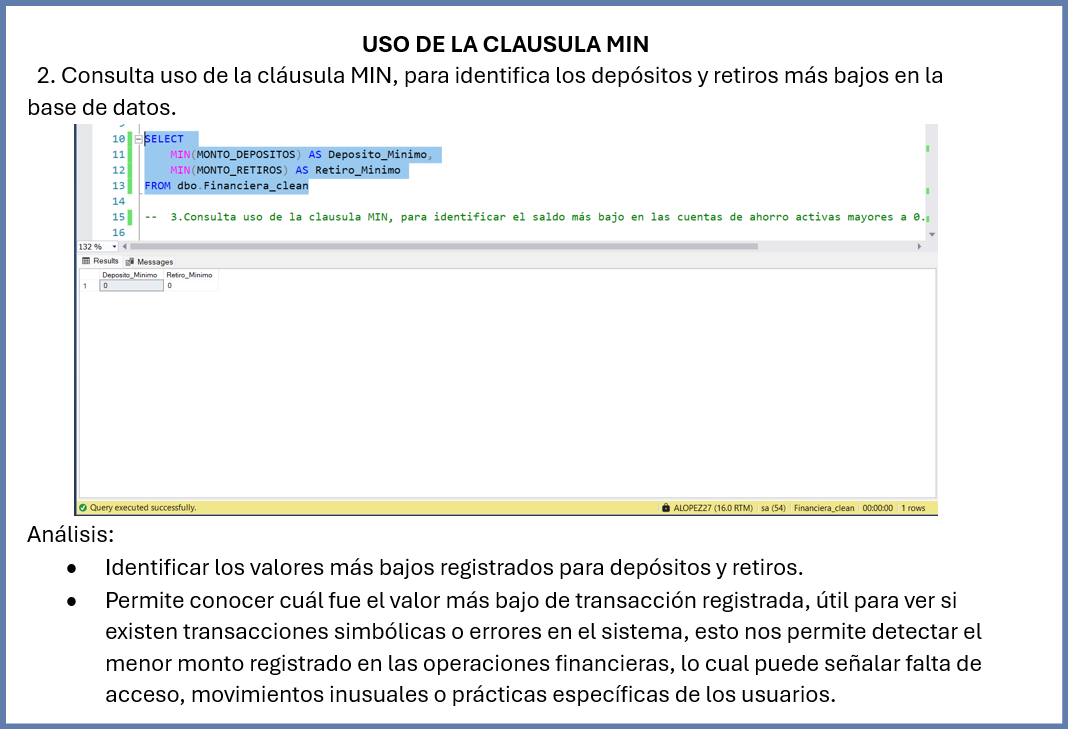 USO DE LA CLAUSULA MIN
2. Consulta uso de la cláusula MIN, para identifica los depósitos y retiros más bajos en la
base de datos.
10 SELECT
11 MIN(MONTO_DEPOSITOS) AS Deposito_Minimo,
12 MIN(MONTO_RETIROS) AS Retiro_Minimo
13 FROM dbo.Financiera_clean
14
15 -- 3.Consulta uso de la clausula MIN, para identificar el saldo más bajo en las cuentas de ahorro activas mayores a 0.
16
132 %
Results Messages
Deposito_Minimo Retiro_Minimo
1 0 0
Query executed successfully. ALOPEZ27 (16.0 RTM) sa (54) Financiera_clean 00:00:00 1 rows
Análisis:
• Identificar los valores más bajos registrados para depósitos y retiros.
• Permite conocer cuál fue el valor más bajo de transacción registrada, útil para ver si
existen transacciones simbólicas o errores en el sistema, esto nos permite detectar el
menor monto registrado en las operaciones financieras, lo cual puede señalar falta de
acceso, movimientos inusuales o prácticas específicas de los usuarios.